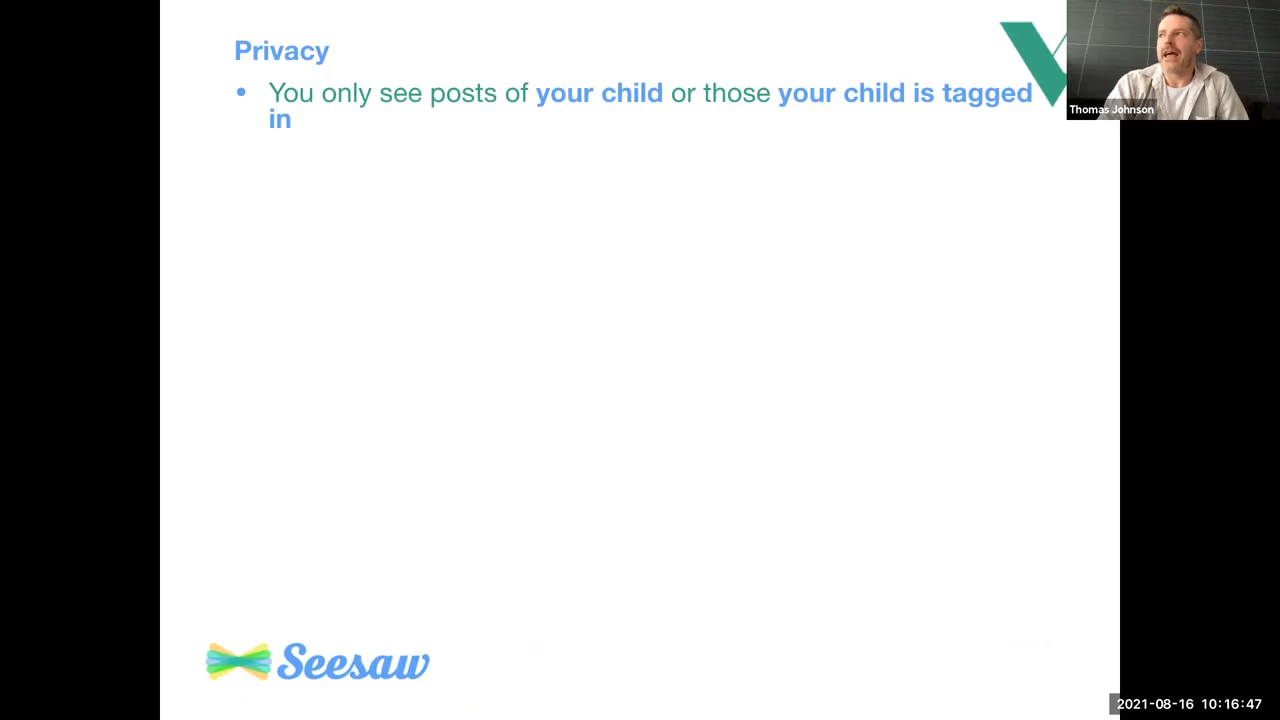 Privacy
• You only see posts of your child or those your child is tagged
in
Thomas Johnson
Seesaw
2021-08-16 10:16:47